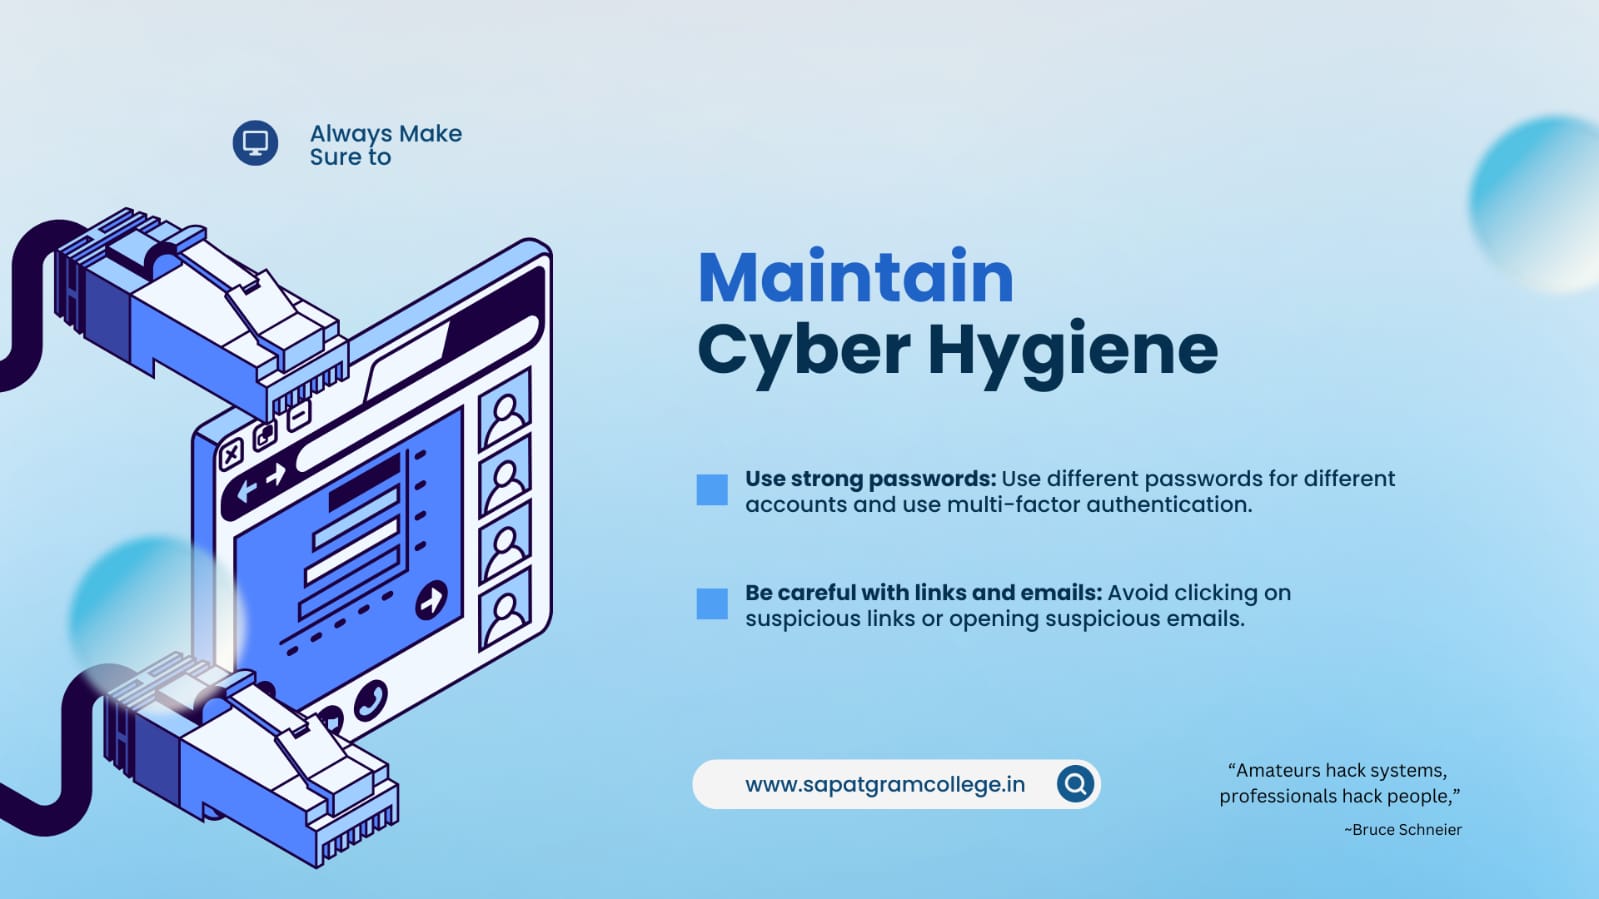 Always Make
Sure to
Maintain
Cyber Hygiene
Use strong passwords: Use different passwords for different
accounts and use multi-factor authentication.
Be careful with links and emails: Avoid clicking on
suspicious links or opening suspicious emails.
www.sapatgramcollege.in
“Amateurs hack systems,
professionals hack people,”
~Bruce Schneier